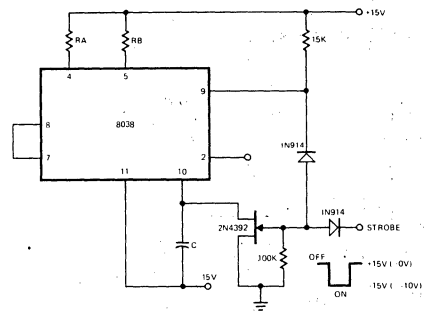 +15V
RA
RB
15K
4
5
9
8
8038
1N914
7
11
10
2
1N914
2N4392
STROBE
100K
C
OFF
+15V ( 0V)
15V
-15V ( -10V)
ON